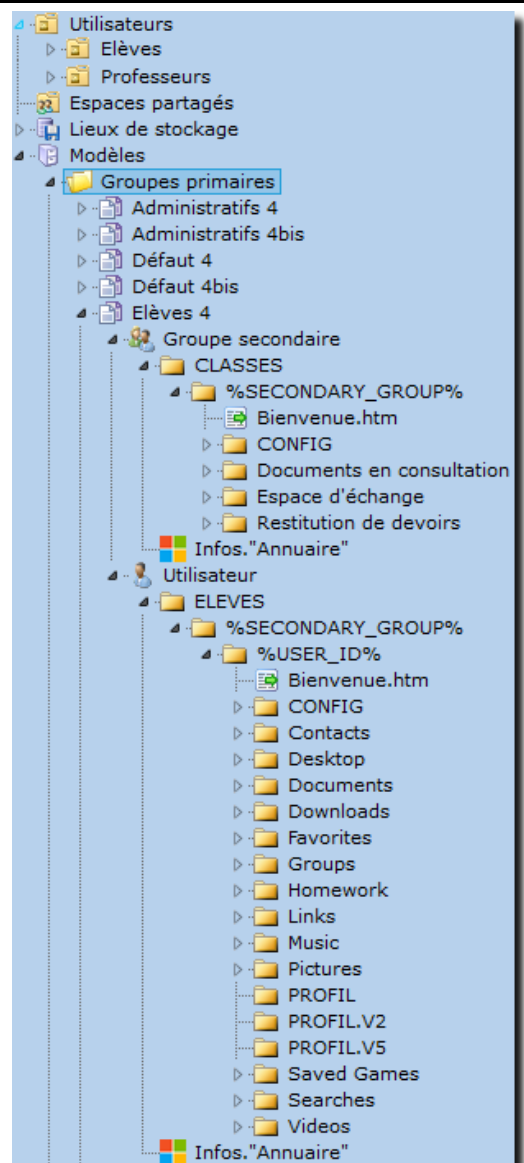 Utilisateurs
Elèves
Professeurs
Espaces partagés
Lieux de stockage
Modèles
Groupes primaires
Administratifs 4
Administratifs 4bis
Défaut 4
Défaut 4bis
Elèves 4
Groupe secondaire
CLASSES
%SECONDARY_GROUP%
Bienvenue.htm
CONFIG
Documents en consultation
Espace d'échange
Restitution de devoirs
Infos."Annuaire"
Utilisateur
ELEVES
%SECONDARY_GROUP%
%USER_ID%
Bienvenue.htm
CONFIG
Contacts
Desktop
Documents
Downloads
Favorites
Groups
Homework
Links
Music
Pictures
PROFIL
PROFIL.V2
PROFIL.V5
Saved Games
Searches
Videos
Infos."Annuaire"